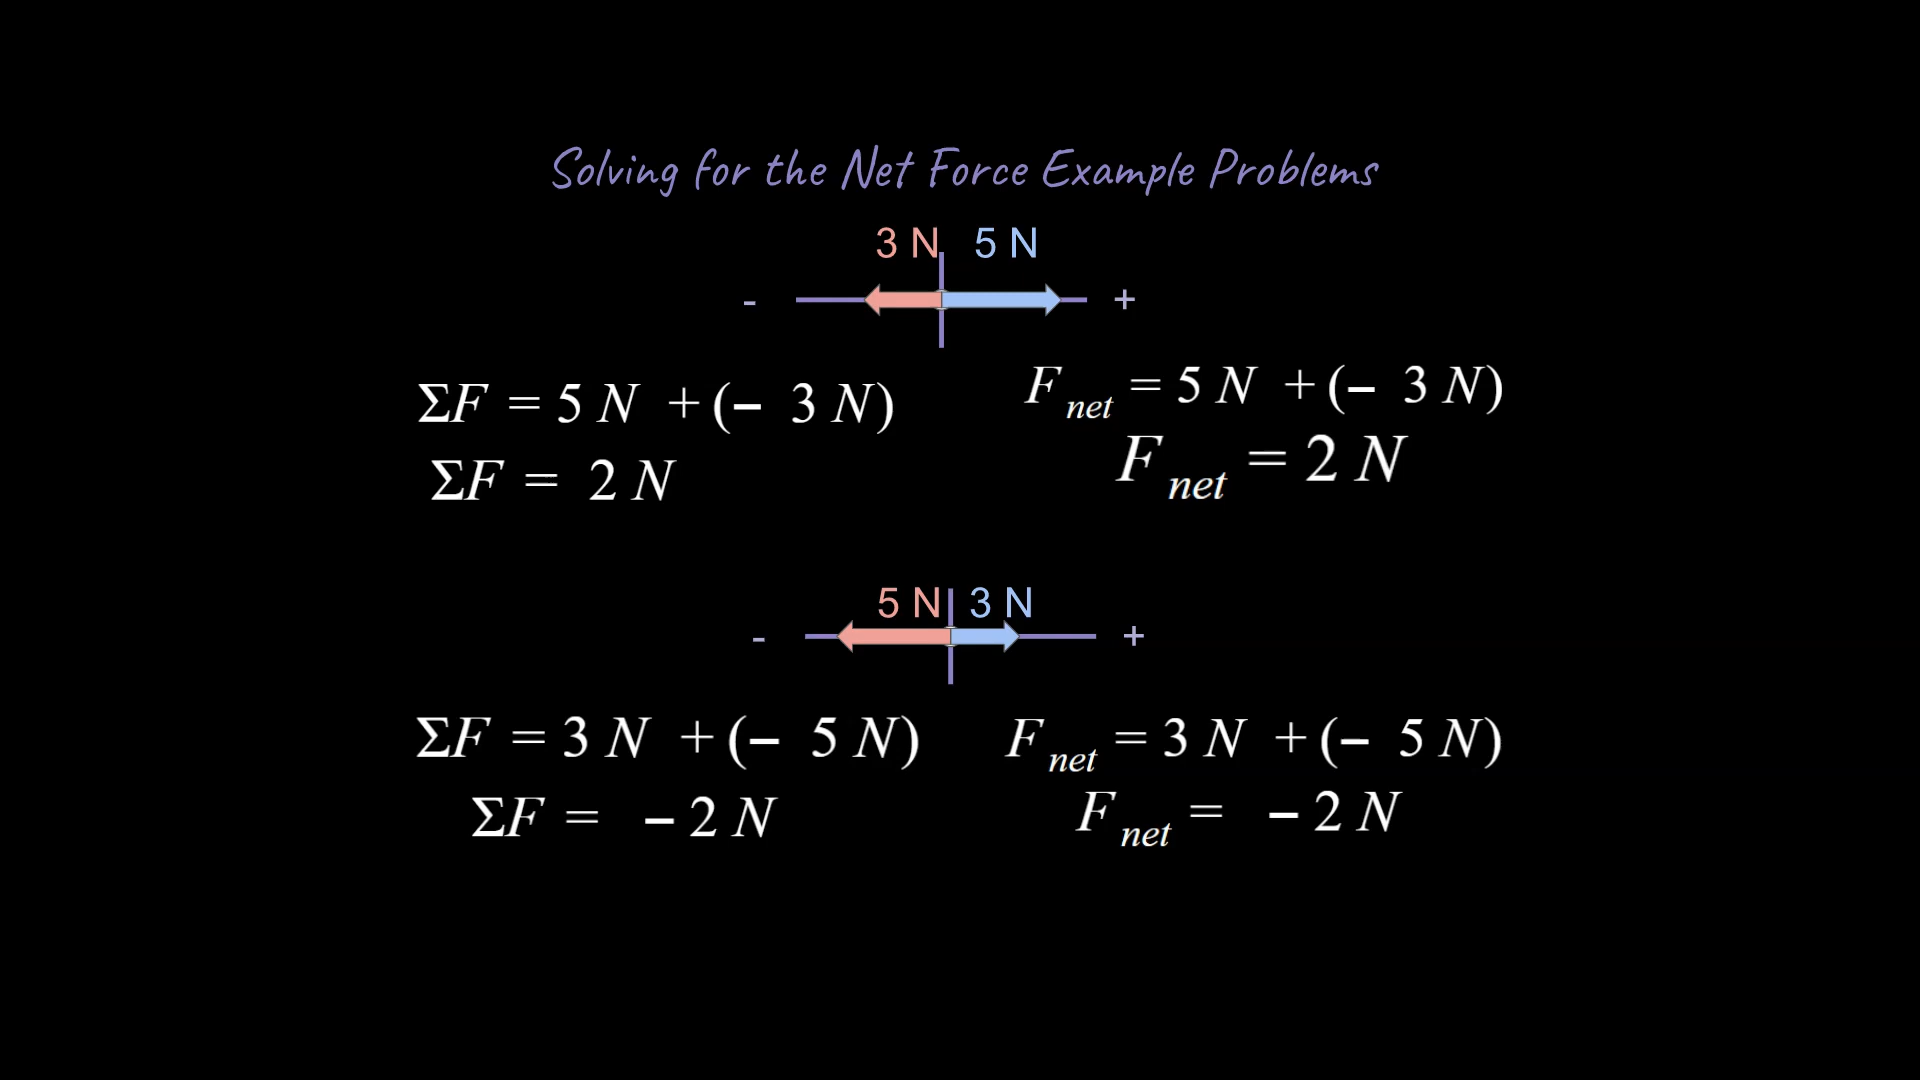 Solving for the Net Force Example Problems
3 N 5 N
- +
ΣF = 5 N + (– 3 N)
ΣF = 2 N
F net = 5 N + (– 3 N)
F net = 2 N
5 N 3 N
- +
ΣF = 3 N + (– 5 N)
ΣF = – 2 N
F net = 3 N + (– 5 N)
F net = – 2 N